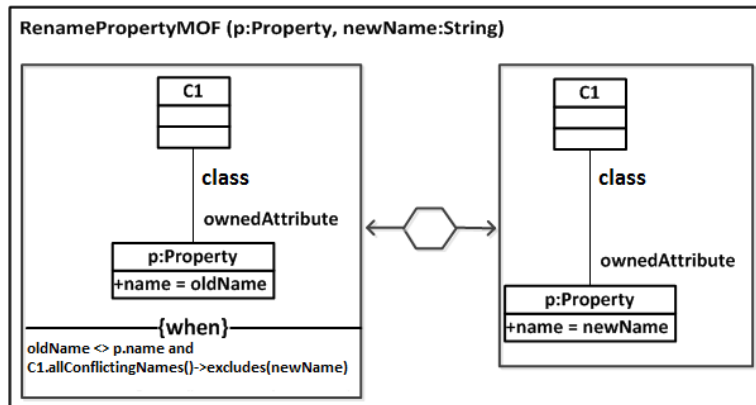 RenamePropertyMOF (p:Property, newName:String)
C1
class
ownedAttribute
p:Property
+name = oldName
{when}
oldName <> p.name and
C1.allConflictingNames()->excludes(newName)
C1
class
ownedAttribute
p:Property
+name = newName